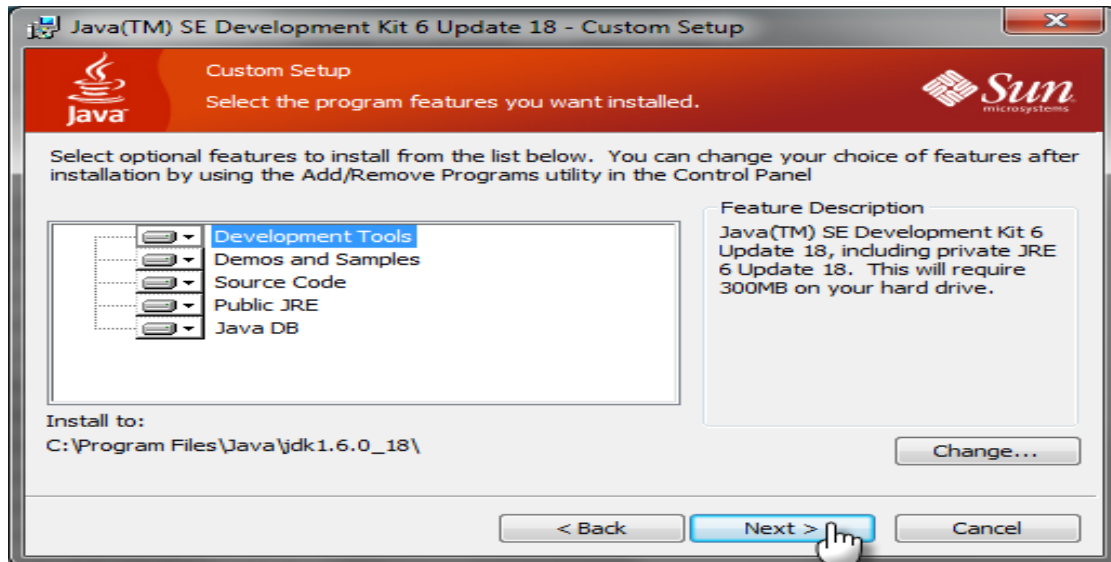 Java(TM) SE Development Kit 6 Update 18 - Custom Setup
Java
Custom Setup
Select the program features you want installed.
Sun
microsystems
Select optional features to install from the list below.  You can change your choice of features after
installation by using the Add/Remove Programs utility in the Control Panel
Development Tools
Demos and Samples
Source Code
Public JRE
Java DB
Feature Description
Java(TM) SE Development Kit 6
Update 18, including private JRE
6 Update 18.  This will require
300MB on your hard drive.
Install to:
C:\Program Files\Java\jdk1.6.0_18\
Change...
< Back
Next >
Cancel